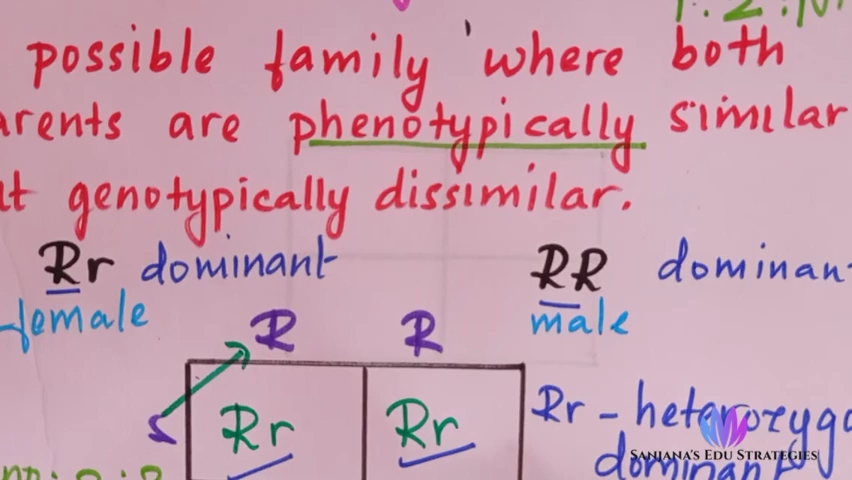 possible family where both
arents are phenotypically similar
t genotypically dissimilar.
Rr dominant RR dominan
female male
R R
r
Rr Rr Rr - heterozyg
dominant
SANJANA'S EDU STRATEGIES